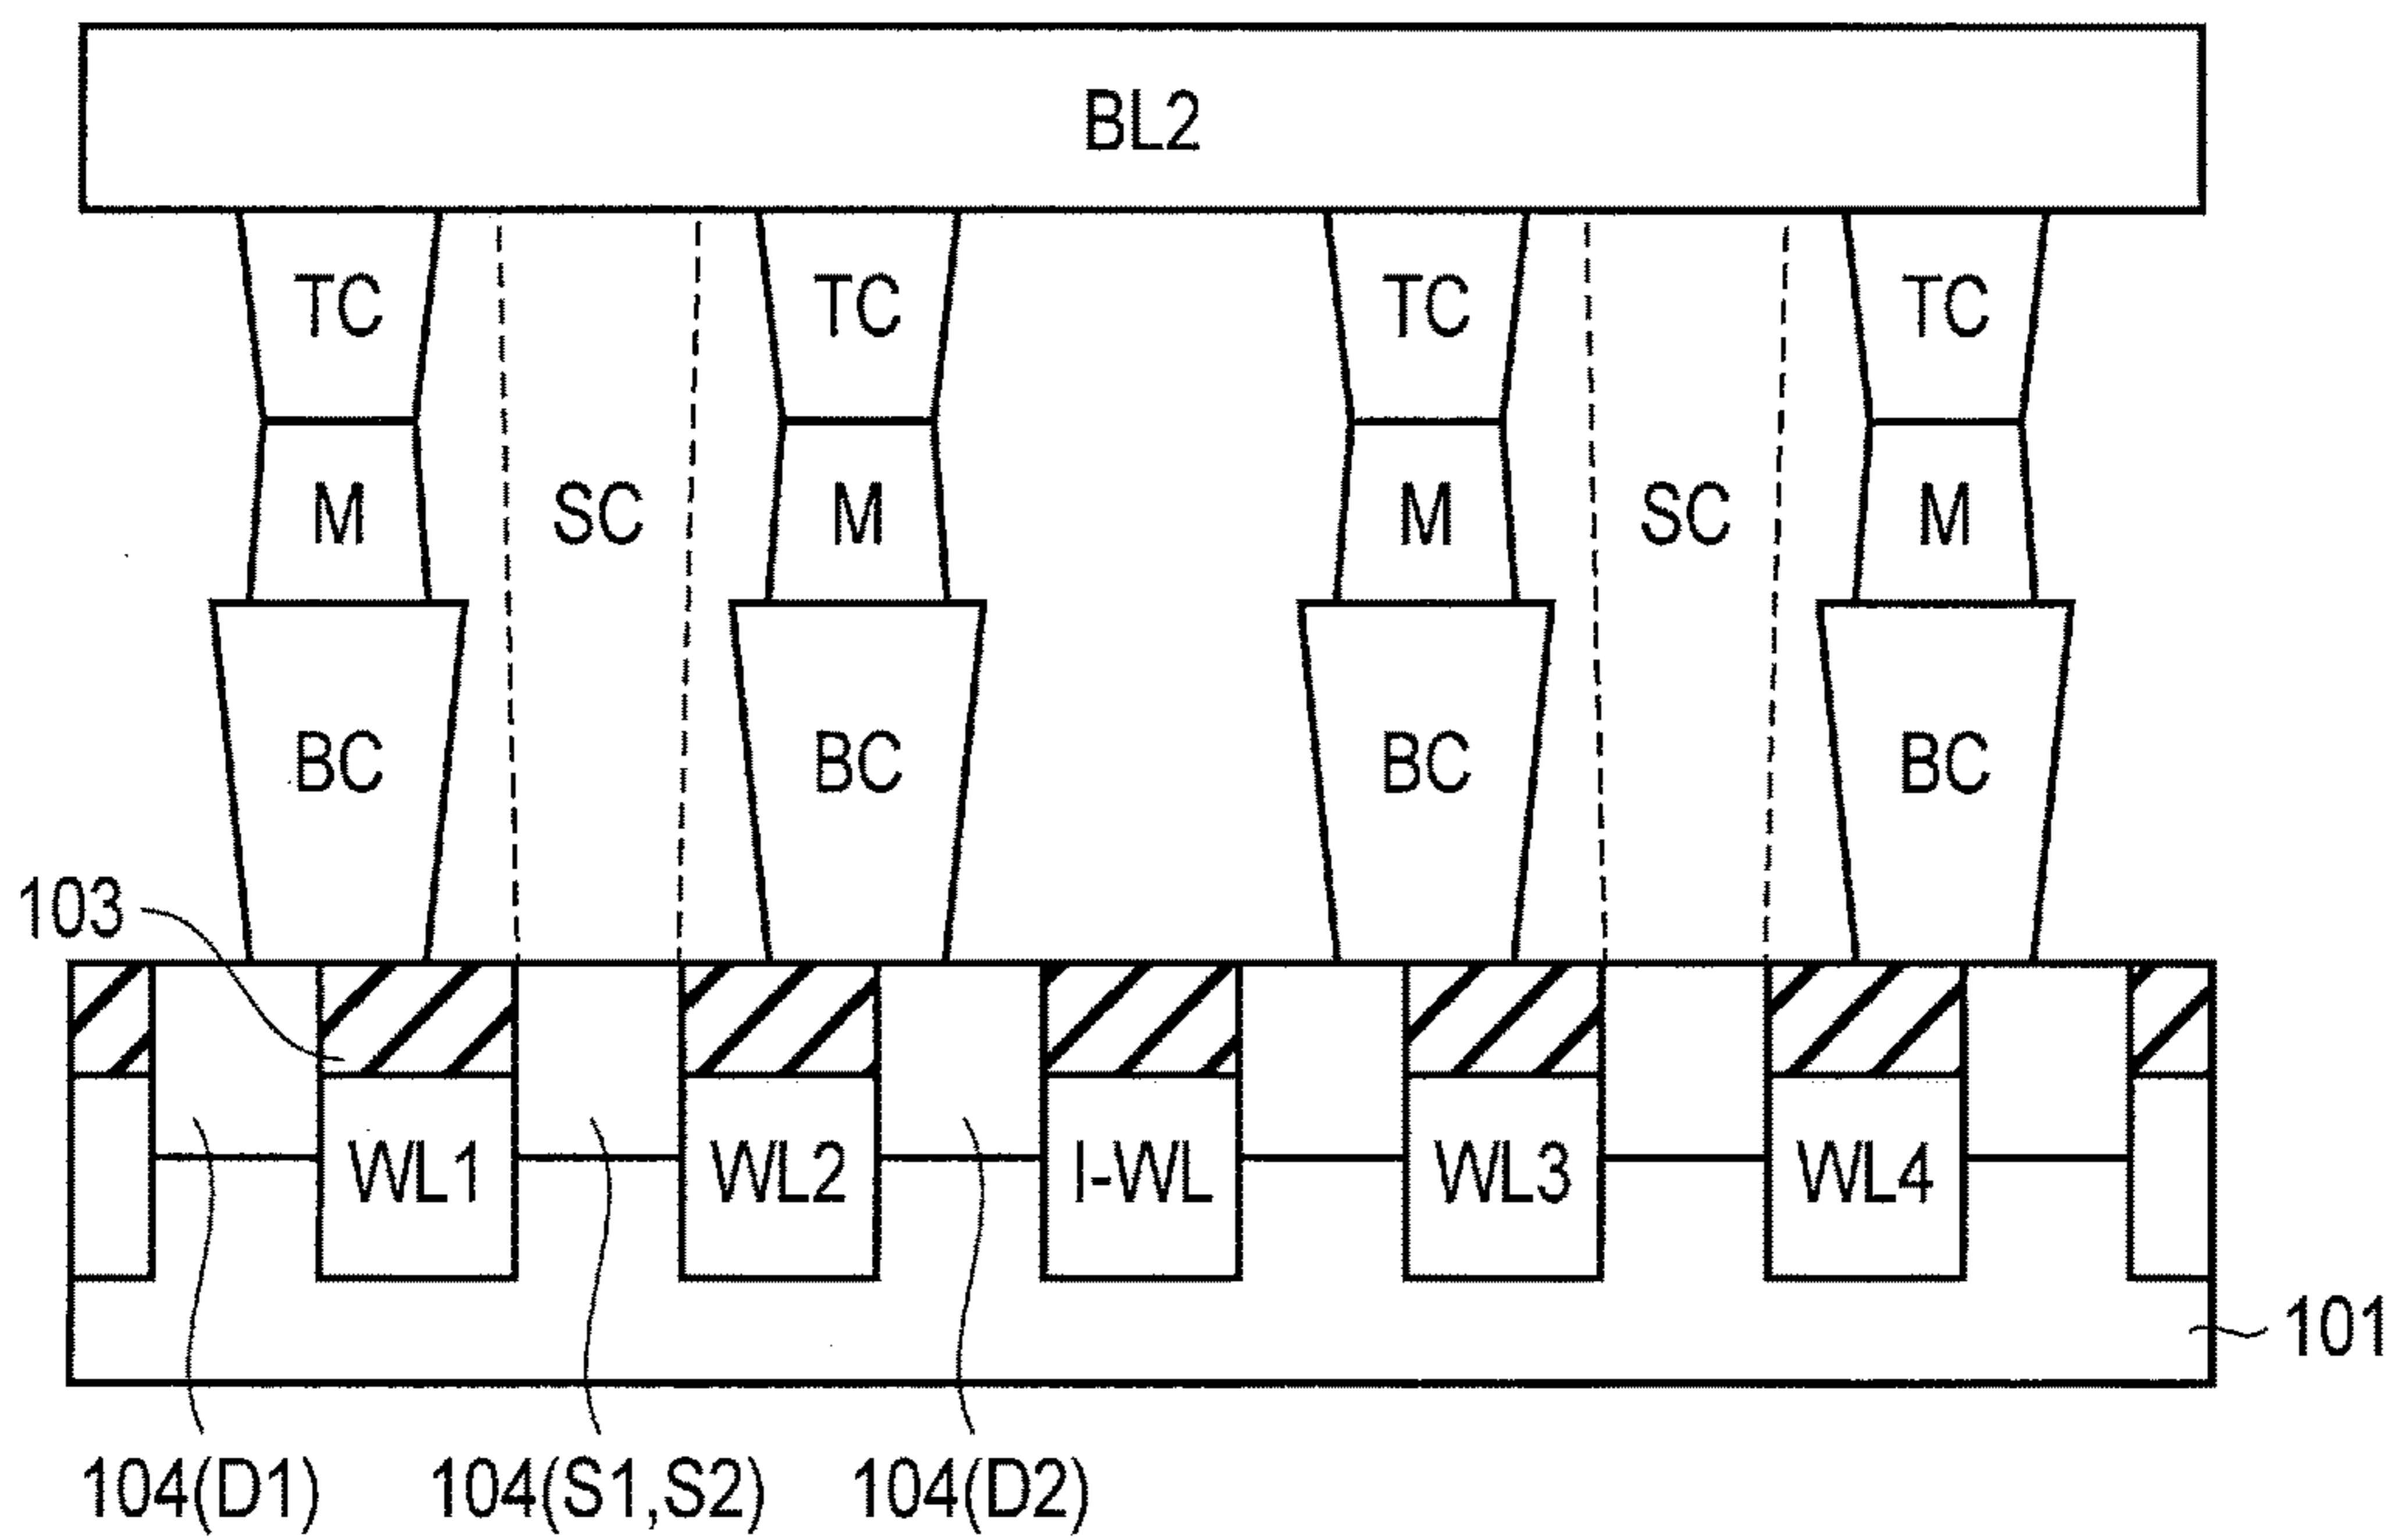 BL2
TC TC TC TC
M SC M M SC M
BC BC BC BC
103
WL1 WL2 I-WL WL3 WL4
101
104(D1) 104(S1,S2) 104(D2)